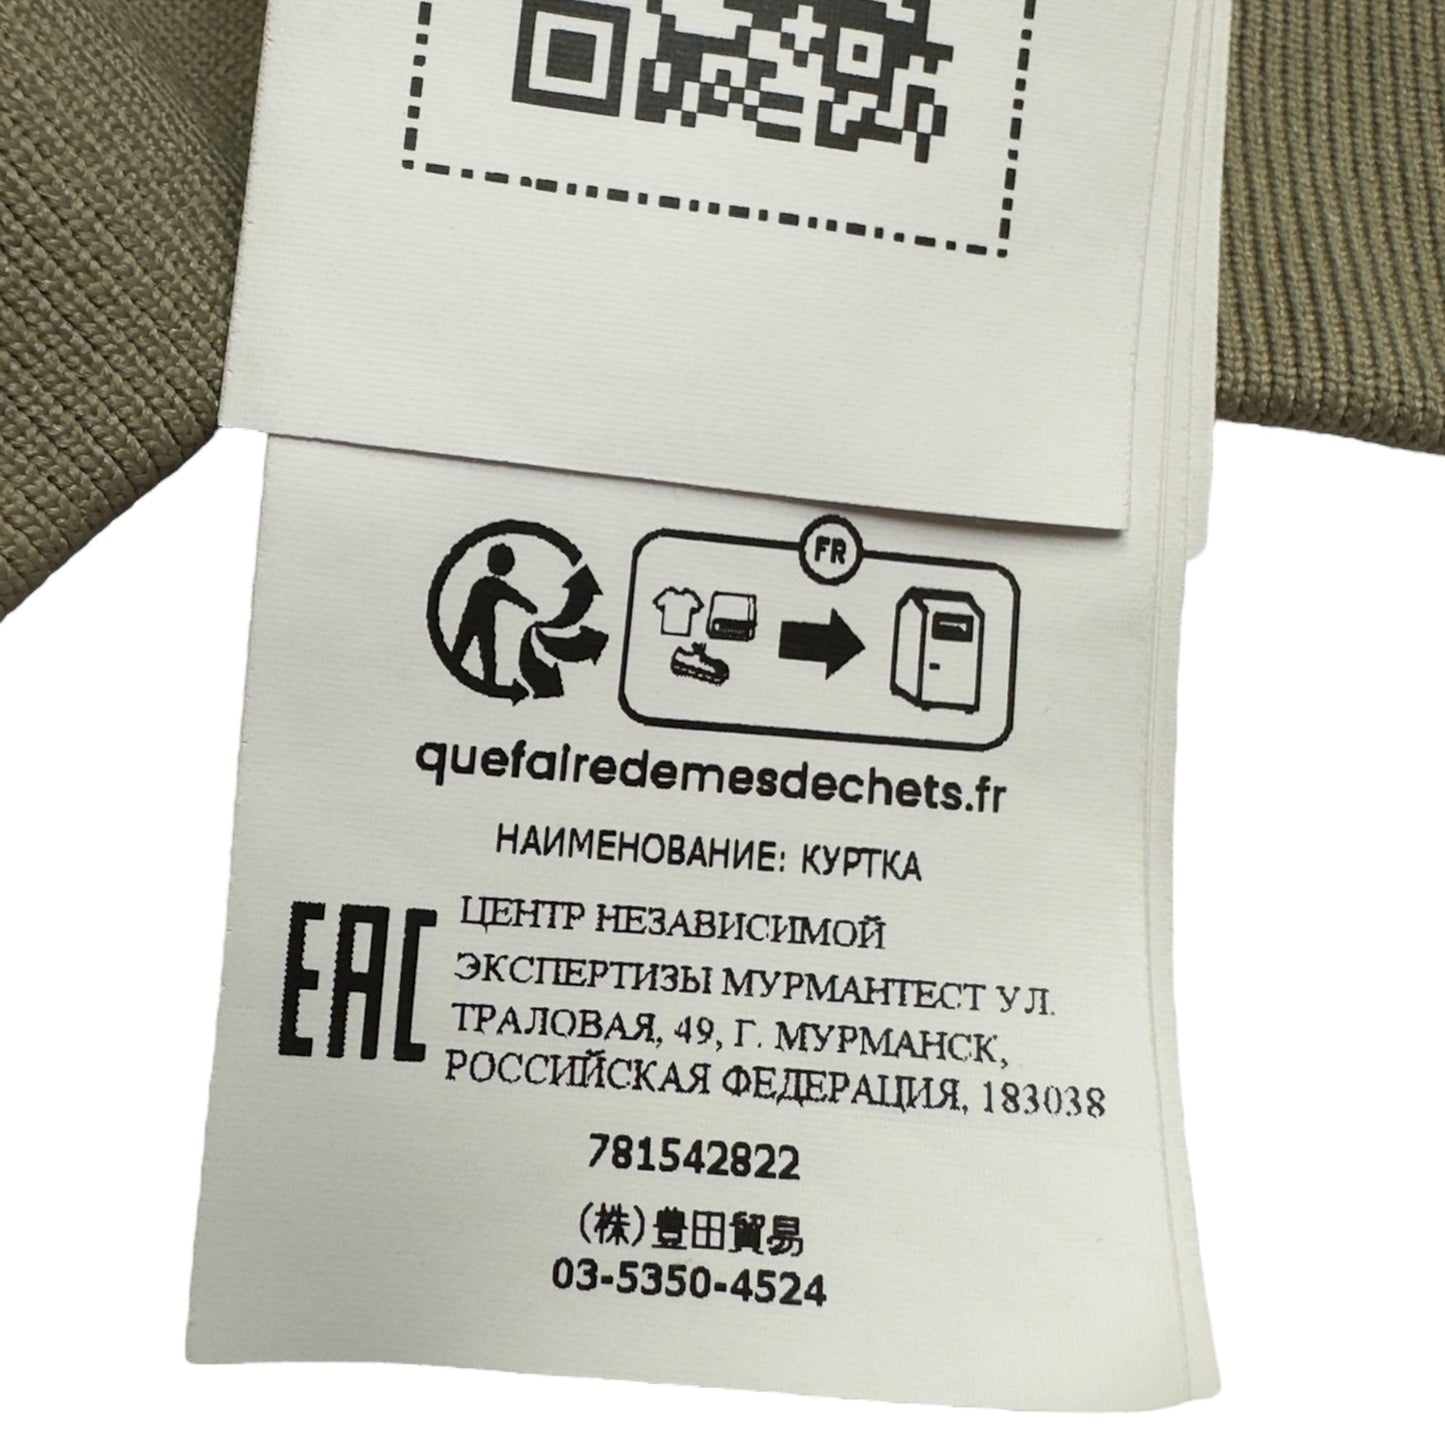 FR
quefairedemesdechets.fr
НАИМЕНОВАНИЕ: КУРТКА
EAC
ЦЕНТР НЕЗАВИСИМОЙ
ЭКСПЕРТИЗЫ МУРМАНТЕСТ УЛ.
ТРАЛОВАЯ, 49, Г. МУРМАНСК,
РОССИЙСКАЯ ФЕДЕРАЦИЯ, 183038
781542822
(株)豊田貿易
03-5350-4524